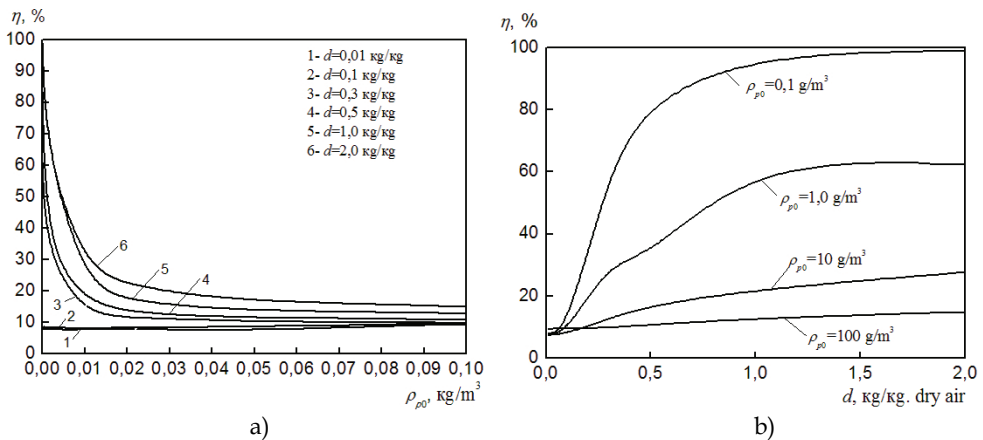 η, %
100
90
80
70
60
50
40
30
20
10
0
0,00 0,01 0,02 0,03 0,04 0,05 0,06 0,07 0,08 0,09 0,10
ρp0, кg/m³
1- d=0,01 кg/кg
2- d=0,1 кg/кg
3- d=0,3 кg/кg
4- d=0,5 кg/кg
5- d=1,0 кg/кg
6- d=2,0 кg/кg
6
5
4
3
2
1
a)
η, %
100
80
60
40
20
0
0,0 0,5 1,0 1,5 2,0
d, кg/кg. dry air
ρp0=0,1 g/m³
ρp0=1,0 g/m³
ρp0=10 g/m³
ρp0=100 g/m³
b)